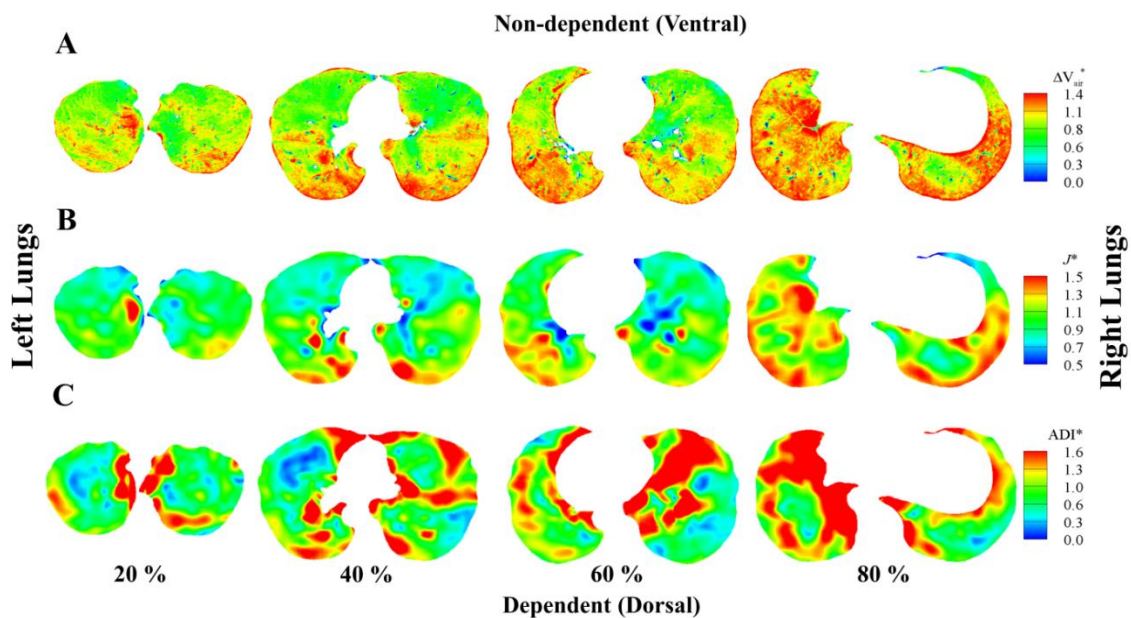 Non-dependent (Ventral)
A
ΔVair*
1.4
1.1
0.8
0.6
0.3
0.0
B
Left Lungs
Right Lungs
J*
1.5
1.3
1.1
0.9
0.7
0.5
C
ADI*
1.6
1.3
1.0
0.6
0.3
0.0
20 %
40 %
60 %
80 %
Dependent (Dorsal)